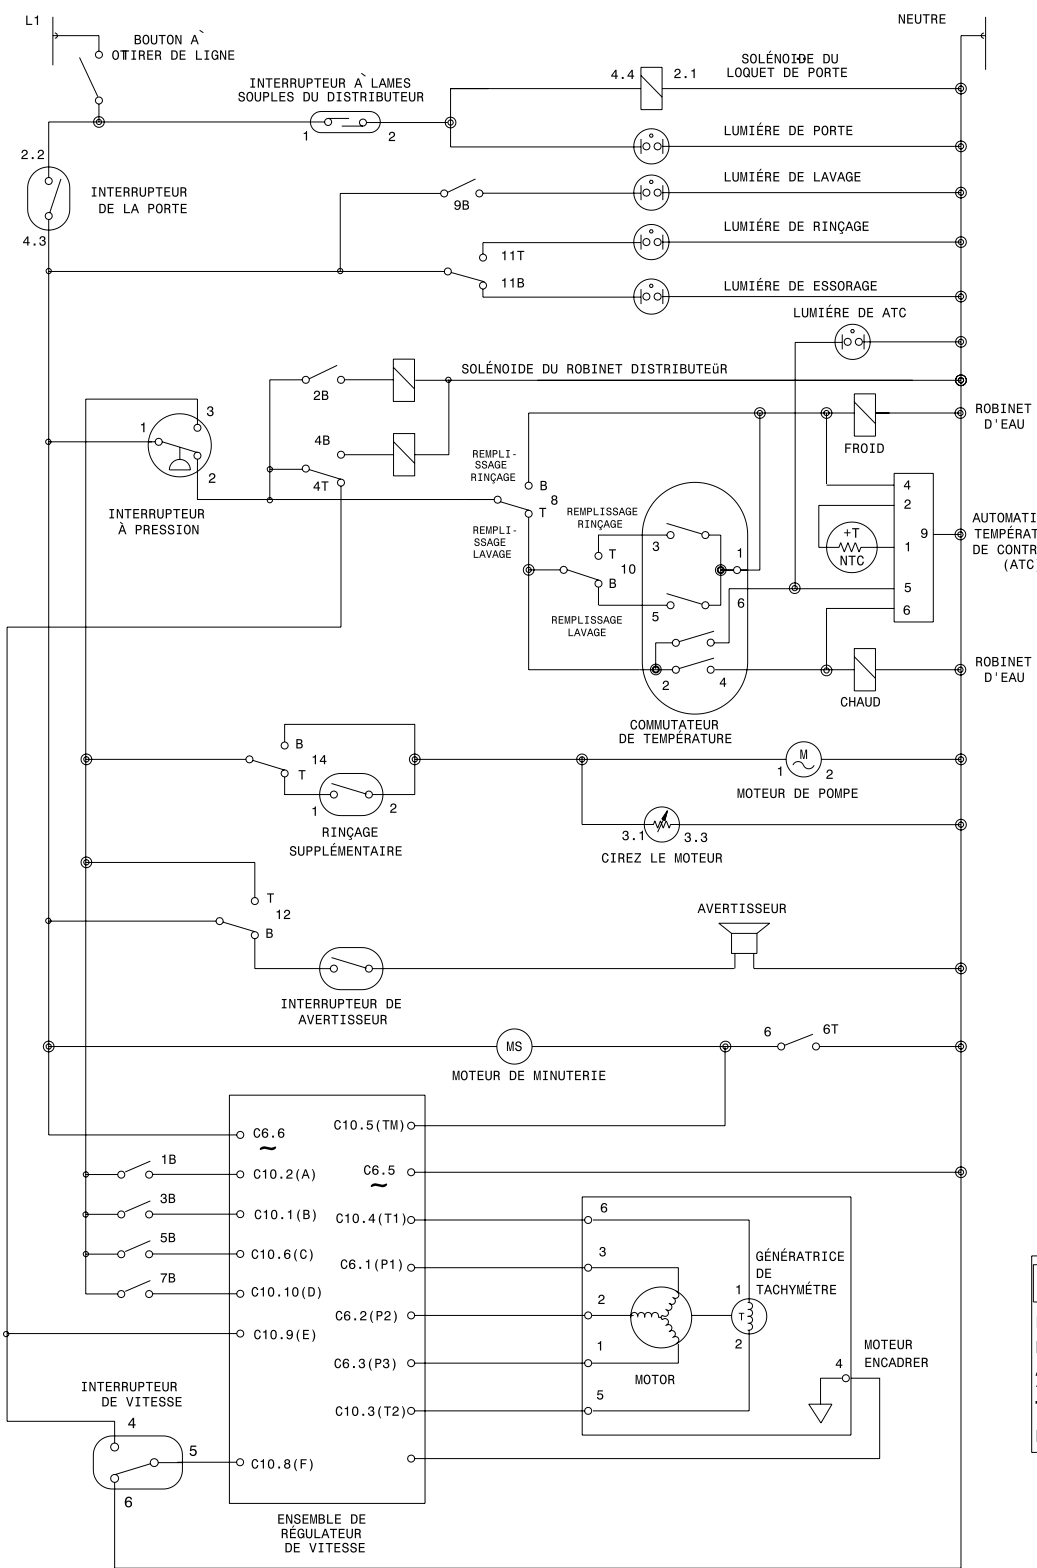 L1
NEUTRE
BOUTON A`
OTTIRER DE LIGNE
INTERRUPTEUR A`LAMES
SOUPLES DU DISTRIBUTEUR
1
2
4.4
2.1
SOLÉNOIDE DU
LOQUET DE PORTE
LUMIÉRE DE PORTE
2.2
INTERRUPTEUR
DE LA PORTE
4.3
9B
LUMIÉRE DE LAVAGE
LUMIÉRE DE RINÇAGE
11T
11B
LUMIÉRE DE ESSORAGE
LUMIÉRE DE ATC
SOLÉNOIDE DU ROBINET DISTRIBUTEüR
2B
4B
4T
1
3
2
INTERRUPTEUR
À PRESSION
REMPLI-
SSAGE
RINÇAGE
B
8
T
REMPLI-
SSAGE
LAVAGE
REMPLISSAGE
RINÇAGE
T
10
B
REMPLISSAGE
LAVAGE
3
1
5
6
2
4
COMMUTATEUR
DE TEMPÉRATURE
FROID
ROBINET
D'EAU
4
2
+T
NTC
1
9
5
6
AUTOMATI
TEMPÉRAT
DE CONTR
(ATC
CHAUD
ROBINET
D'EAU
B
14
T
1
2
RINÇAGE
SUPPLÉMENTAIRE
M
1
2
MOTEUR DE POMPE
3.1
3.3
CIREZ LE MOTEUR
T
12
B
INTERRUPTEUR DE
AVERTISSEUR
AVERTISSEUR
MS
MOTEUR DE MINUTERIE
6
6T
C6.6
~
C10.5(TM)
C6.5
~
1B
C10.2(A)
3B
C10.1(B)
5B
C10.6(C)
7B
C10.10(D)
C10.9(E)
C10.8(F)
C10.4(T1)
C6.1(P1)
C6.2(P2)
C6.3(P3)
C10.3(T2)
6
3
2
1
5
MOTOR
GÉNÉRATRICE
DE
TACHYMÉTRE
1
T
2
4
MOTEUR
ENCADRER
INTERRUPTEUR
DE VITESSE
4
5
6
ENSEMBLE DE
RÉGULATEUR
DE VITESSE